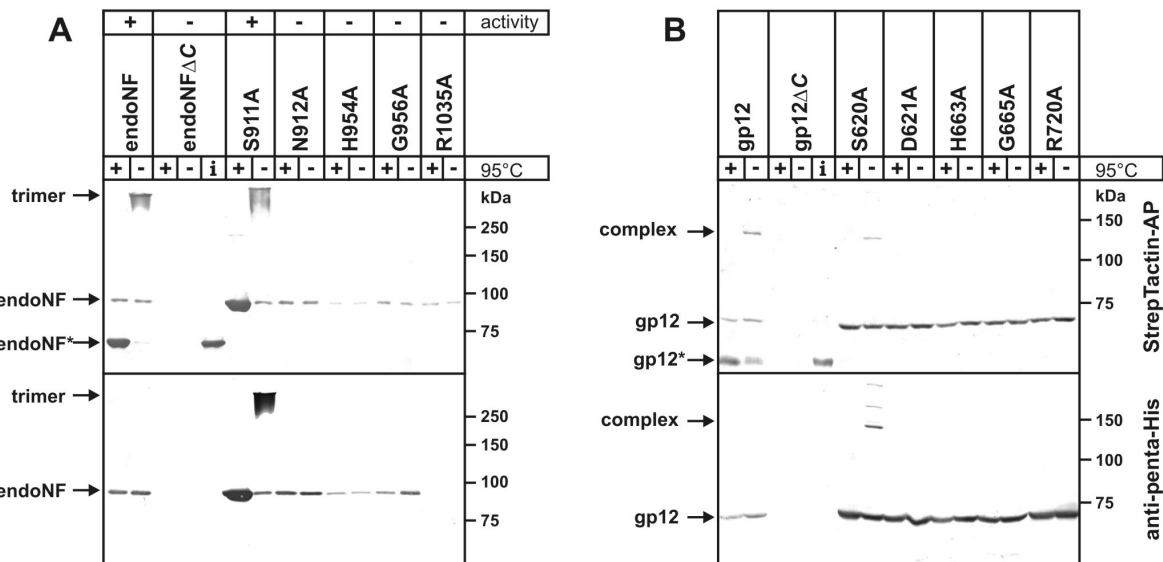 A
+ - + - - - - activity
endoNF
endoNFΔC
S911A
N912A
H954A
G956A
R1035A
+ - + - i + - + - + - + - + - 95°C
trimer
kDa
250
150
endoNF
100
endoNF*
75
trimer
250
150
endoNF
100
75
B
gp12
gp12ΔC
S620A
D621A
H663A
G665A
R720A
+ - + - i + - + - + - + - + - 95°C
kDa
150
complex
100
75
gp12
gp12*
StrepTactin-AP
complex
150
100
75
gp12
anti-penta-His